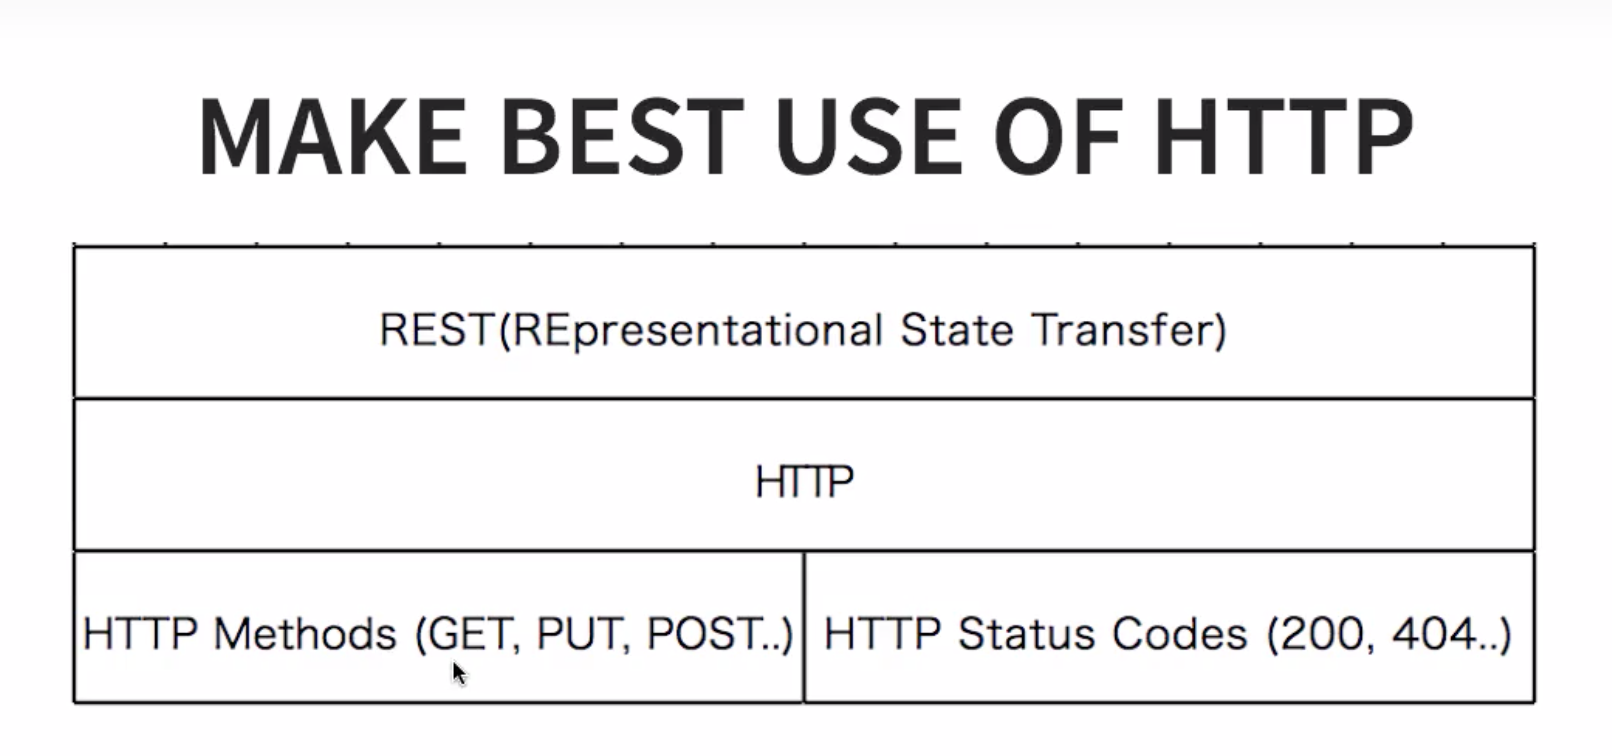 MAKE BEST USE OF HTTP
REST(REpresentational State Transfer)
HTTP
HTTP Methods (GET, PUT, POST..)
HTTP Status Codes (200, 404..)